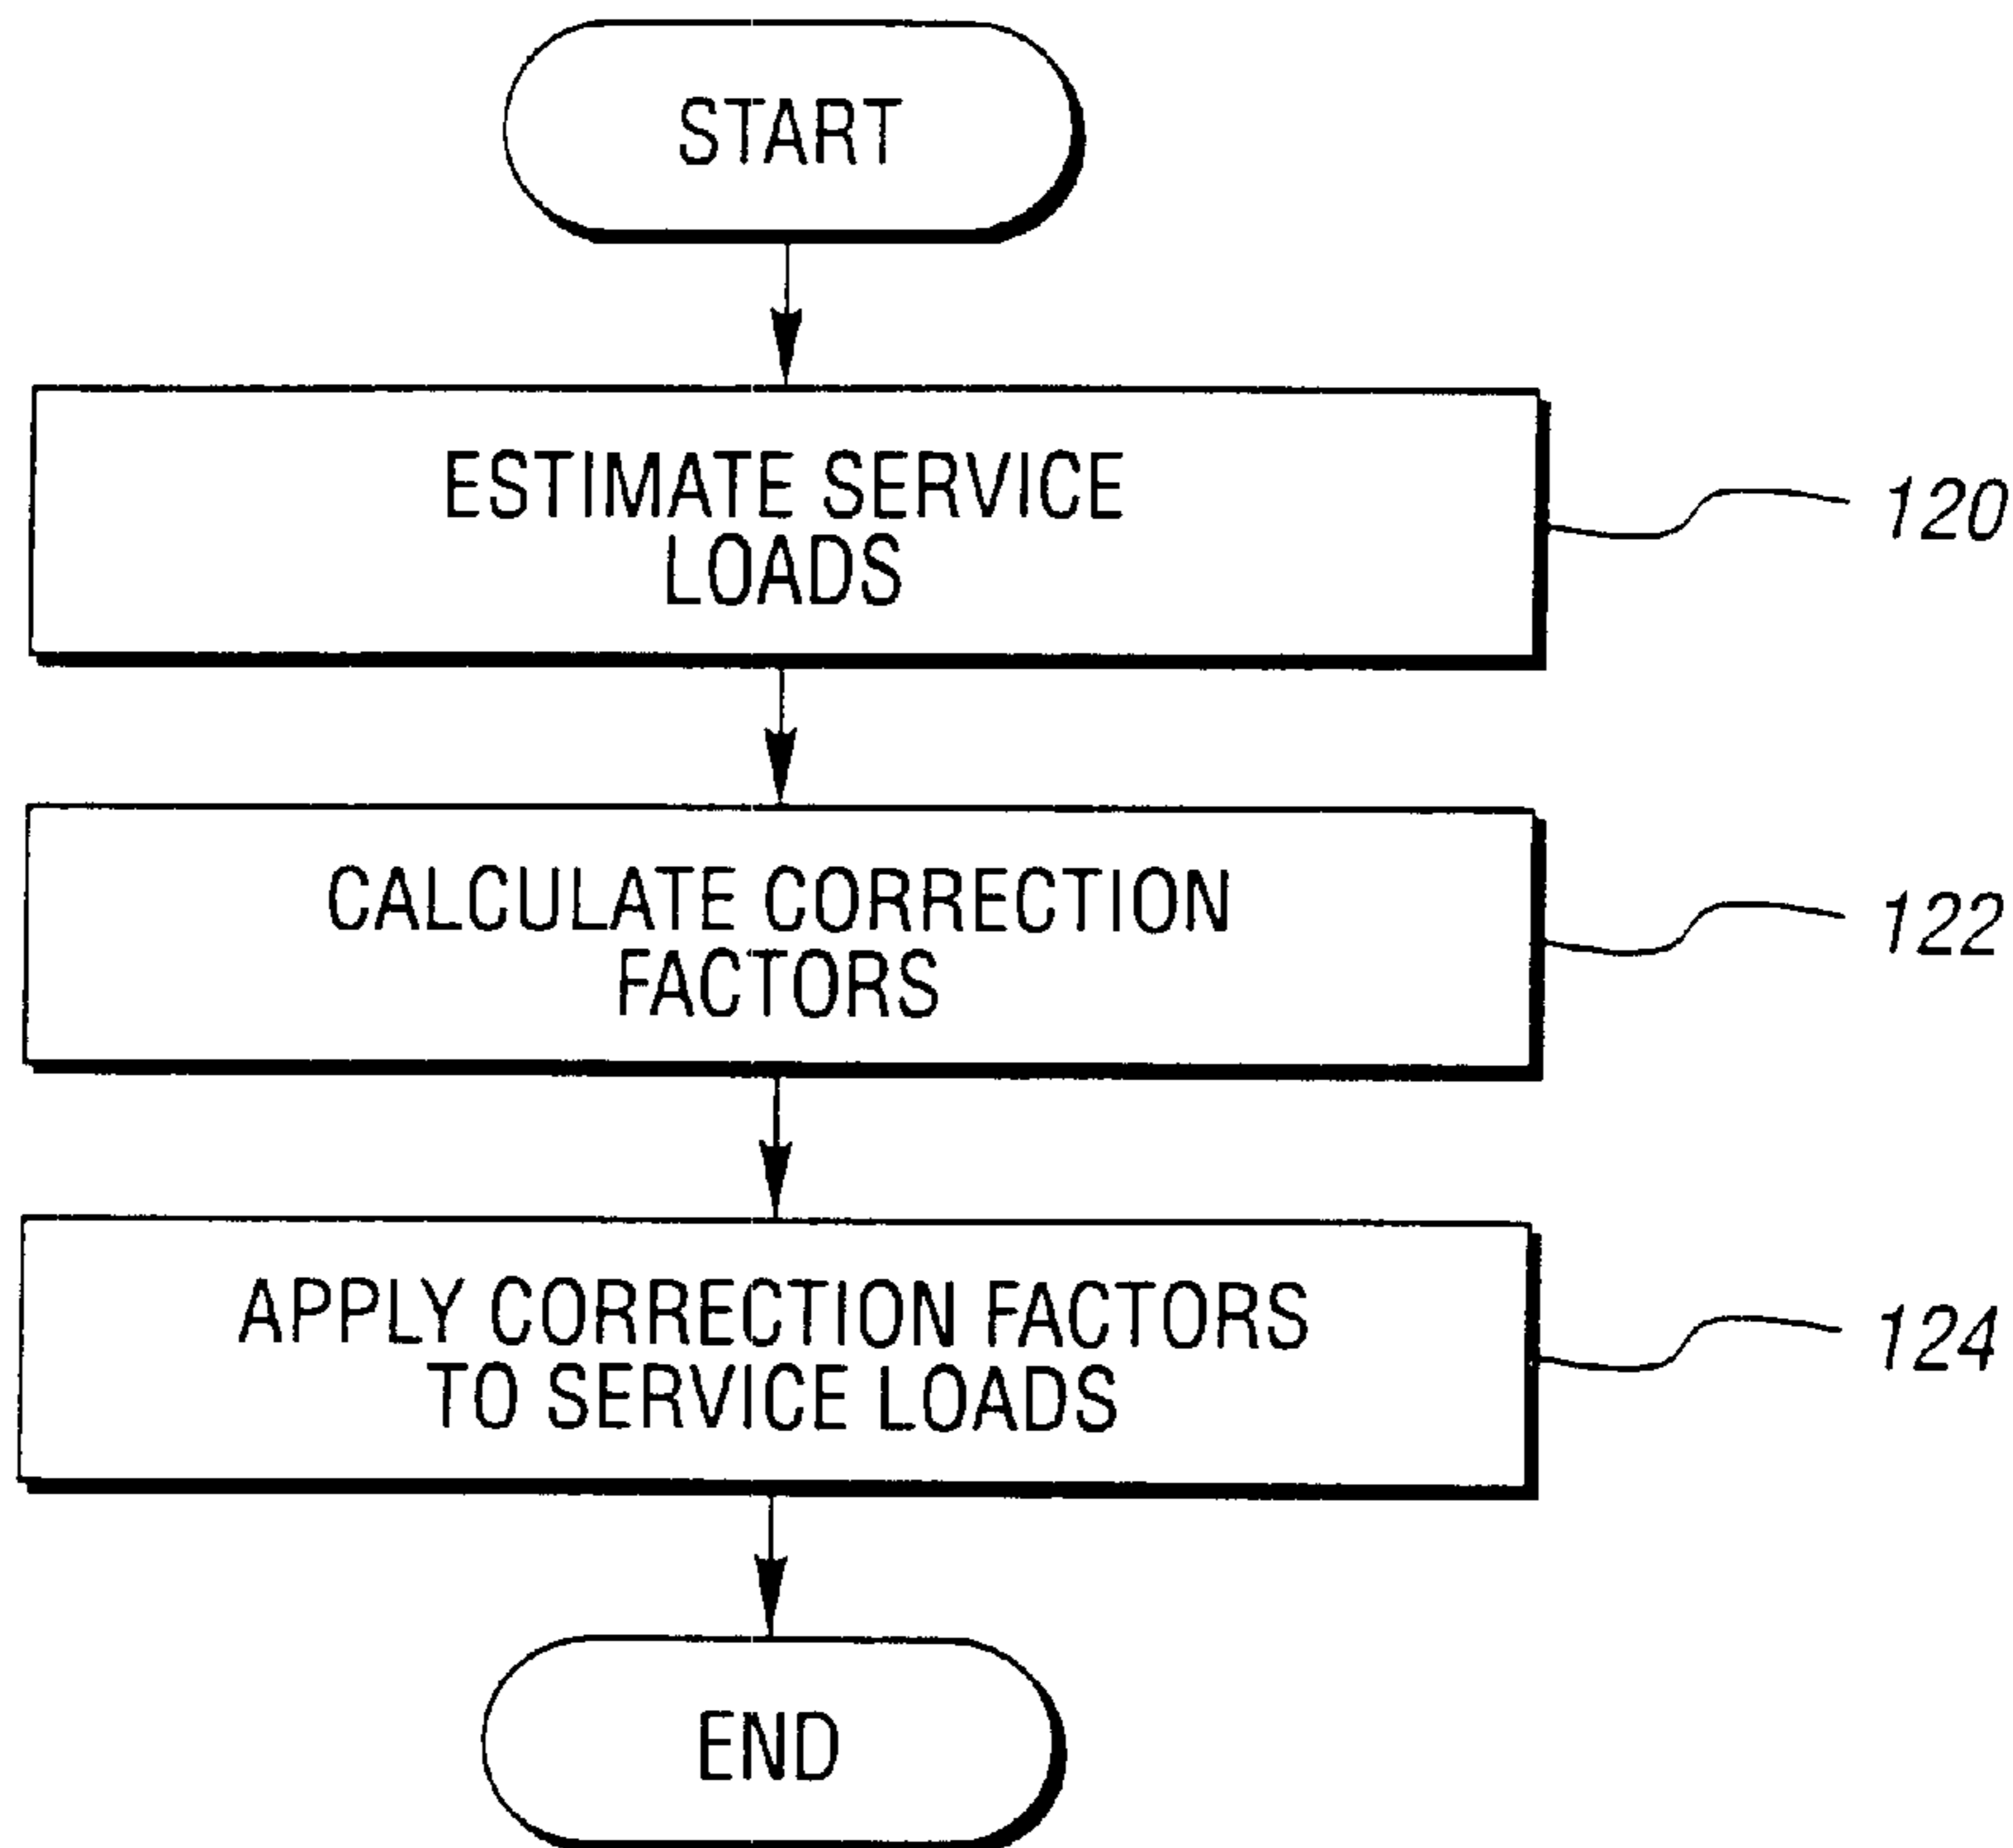 START
ESTIMATE SERVICE
LOADS
120
CALCULATE CORRECTION
FACTORS
122
APPLY CORRECTION FACTORS
TO SERVICE LOADS
124
END